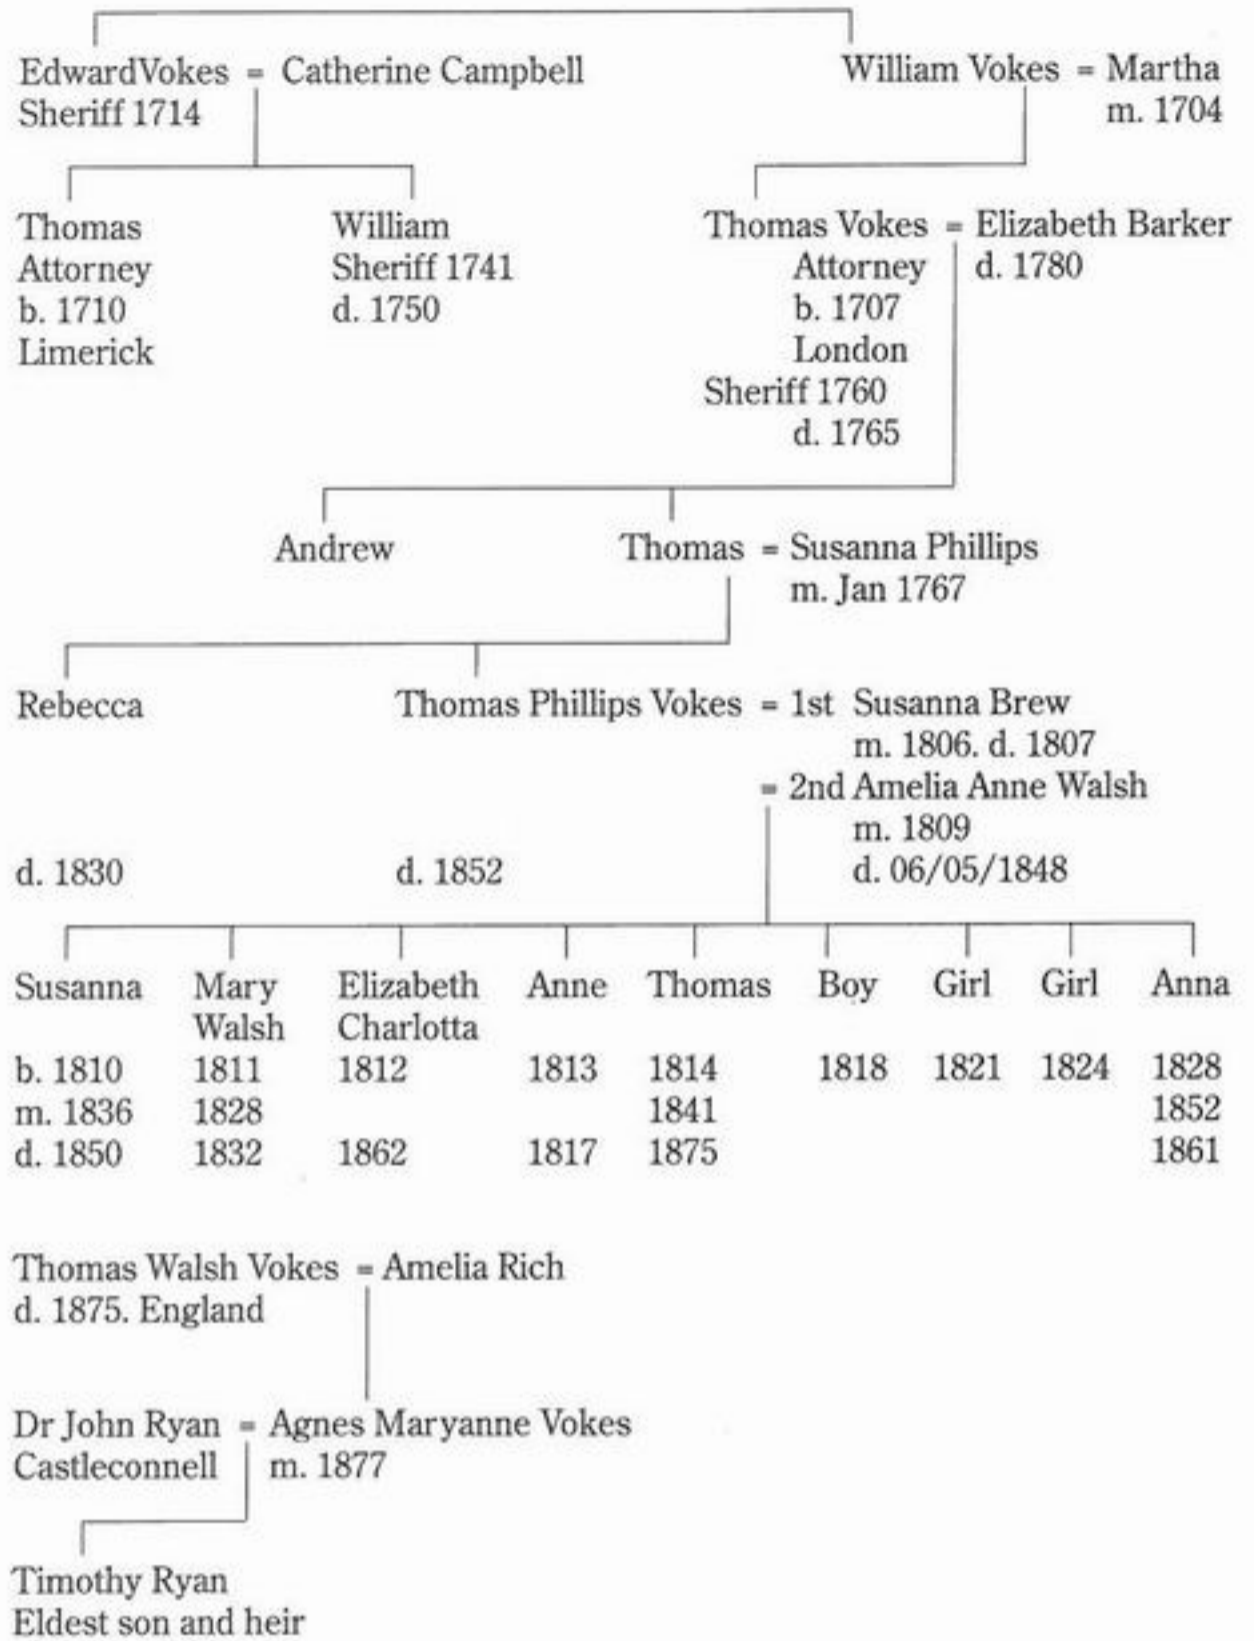 EdwardVokes = Catherine Campbell
Sheriff 1714
William Vokes = Martha
m. 1704
Thomas
Attorney
b. 1710
Limerick
William
Sheriff 1741
d. 1750
Thomas Vokes = Elizabeth Barker
Attorney d. 1780
b. 1707
London
Sheriff 1760
d. 1765
Andrew
Thomas = Susanna Phillips
m. Jan 1767
Rebecca
Thomas Phillips Vokes = 1st Susanna Brew
m. 1806. d. 1807
= 2nd Amelia Anne Walsh
m. 1809
d. 1830 d. 1852 d. 06/05/1848
Susanna Mary Elizabeth Anne Thomas Boy Girl Girl Anna
Walsh Charlotta
b. 1810 1811 1812 1813 1814 1818 1821 1824 1828
m. 1836 1828 1841 1852
d. 1850 1832 1862 1817 1875 1861
Thomas Walsh Vokes = Amelia Rich
d. 1875. England
Dr John Ryan = Agnes Maryanne Vokes
Castleconnell m. 1877
Timothy Ryan
Eldest son and heir